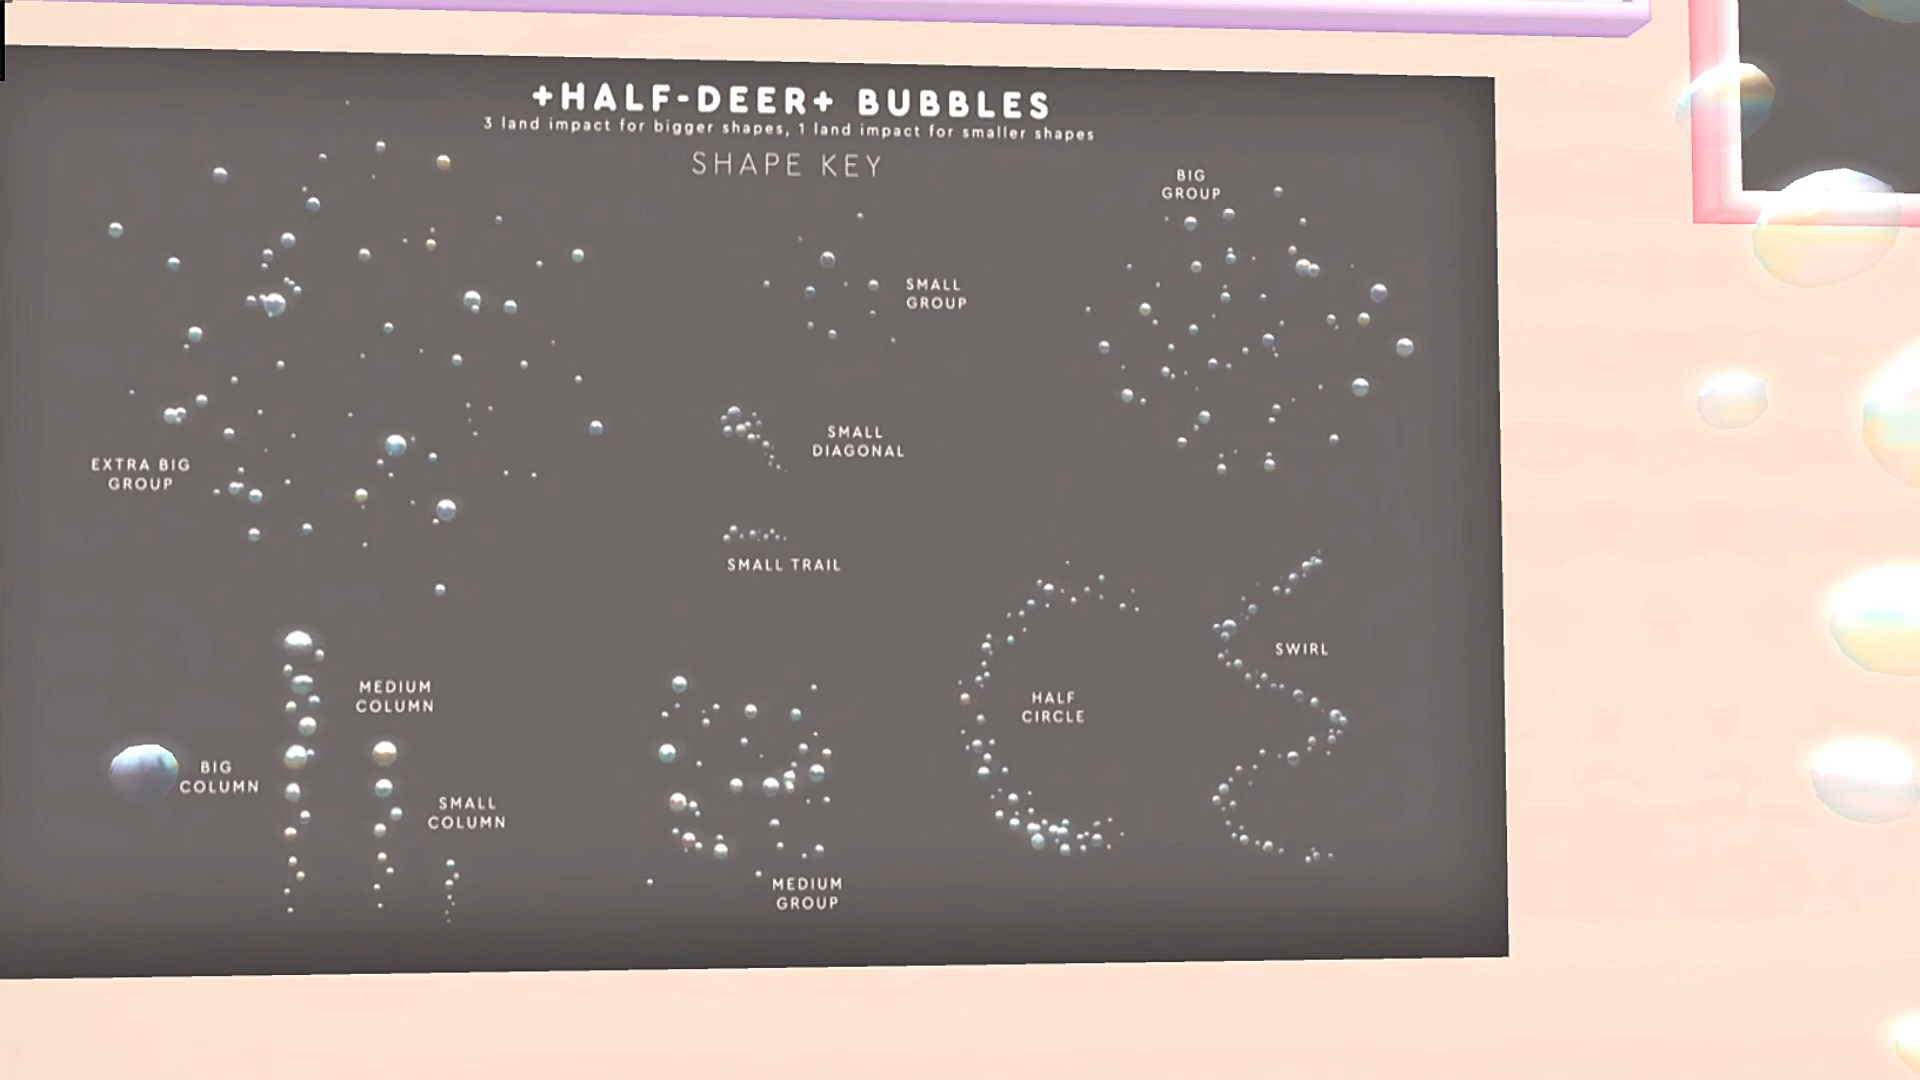 +HALF-DEER+ BUBBLES
3 land impact for bigger shapes, 1 land impact for smaller shapes
SHAPE KEY
BIG
GROUP
SMALL
GROUP
SMALL
DIAGONAL
EXTRA BIG
GROUP
SMALL TRAIL
SWIRL
MEDIUM
COLUMN
HALF
CIRCLE
BIG
COLUMN
SMALL
COLUMN
MEDIUM
GROUP